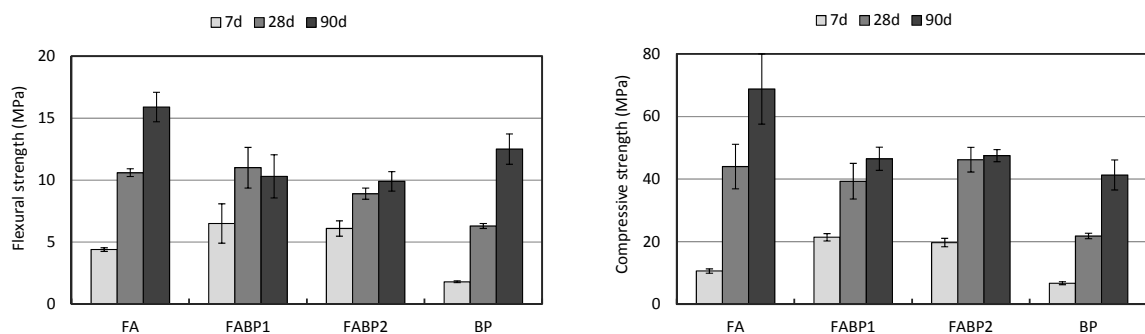 7d 28d 90d
Flexural strength (MPa)
20
15
10
5
0
FA FABP1 FABP2 BP
7d 28d 90d
Compressive strength (MPa)
80
60
40
20
0
FA FABP1 FABP2 BP